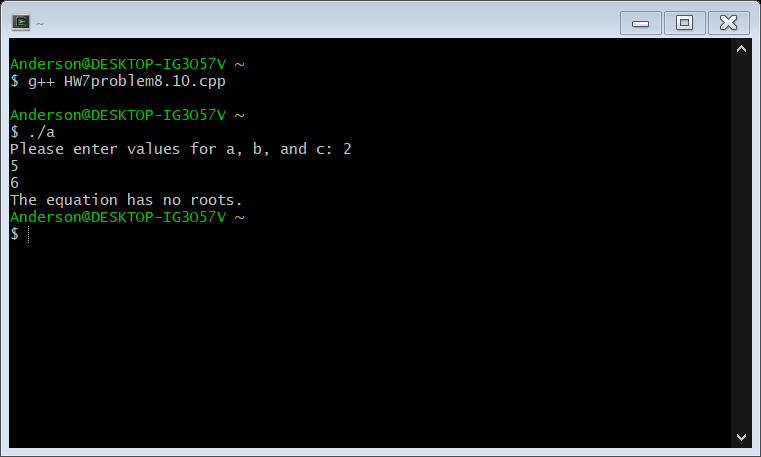 ~
Anderson@DESKTOP-IG3O57V ~
$ g++ HW7problem8.10.cpp
Anderson@DESKTOP-IG3O57V ~
$ ./a
Please enter values for a, b, and c: 2
5
6
The equation has no roots.
Anderson@DESKTOP-IG3O57V ~
$